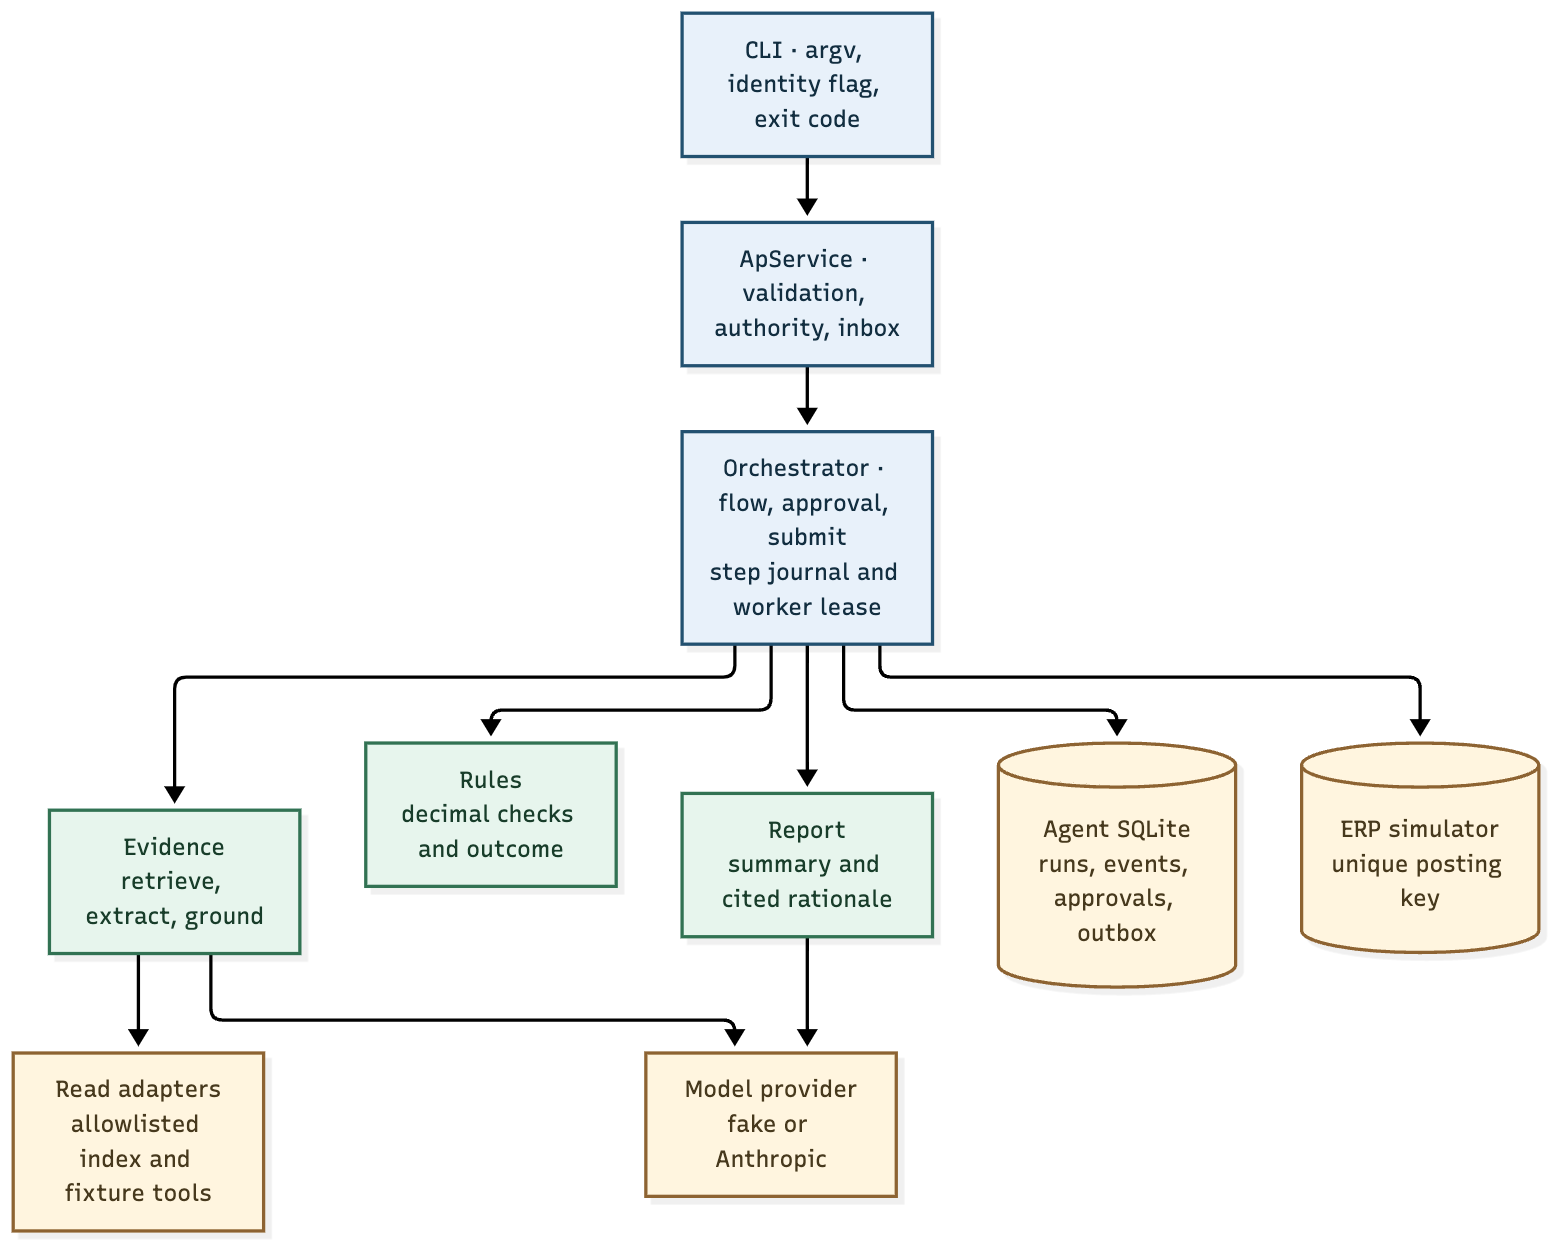 CLI · argv,
identity flag,
exit code
ApService ·
validation,
authority, inbox
Orchestrator ·
flow, approval,
submit
step journal and
worker lease
Evidence
retrieve,
extract, ground
Rules
decimal checks
and outcome
Report
summary and
cited rationale
Agent SQLite
runs, events,
approvals,
outbox
ERP simulator
unique posting
key
Read adapters
allowlisted
index and
fixture tools
Model provider
fake or
Anthropic